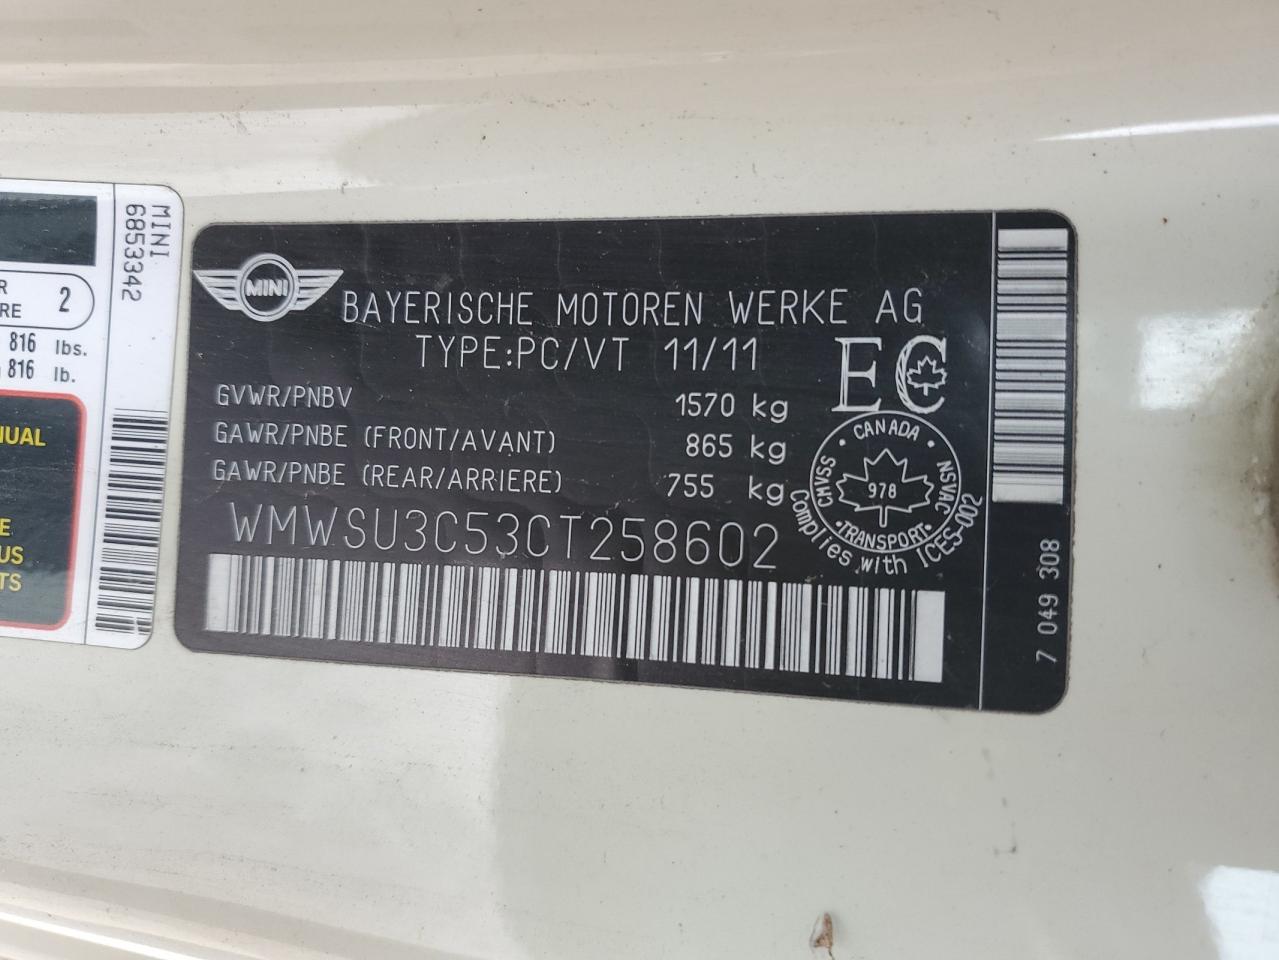 MINI
6853342
R
RE 2
816 lbs.
816 lb.
NUAL
E
US
TS
MINI
BAYERISCHE MOTOREN WERKE AG
TYPE:PC/VT 11/11
EC
GVWR/PNBV 1570 kg
GAWR/PNBE (FRONT/AVANT) 865 kg
GAWR/PNBE (REAR/ARRIERE) 755 kg
WMWSU3C53CT258602
CANADA
CMVSS
NSVAC
978
TRANSPORT
Complies with ICES-002
7 049 308